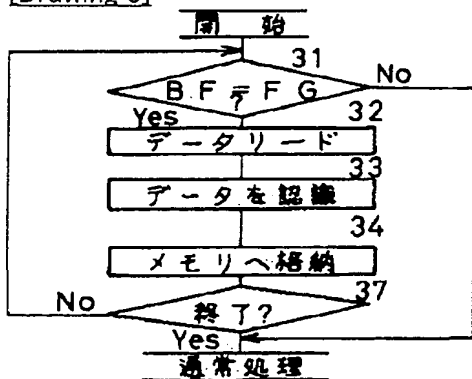 [Drawing 6]
開始
31
BF=FG
?
No
Yes
32
データリード
33
データを認識
34
メモリへ格納
37
No
終了?
Yes
通常処理